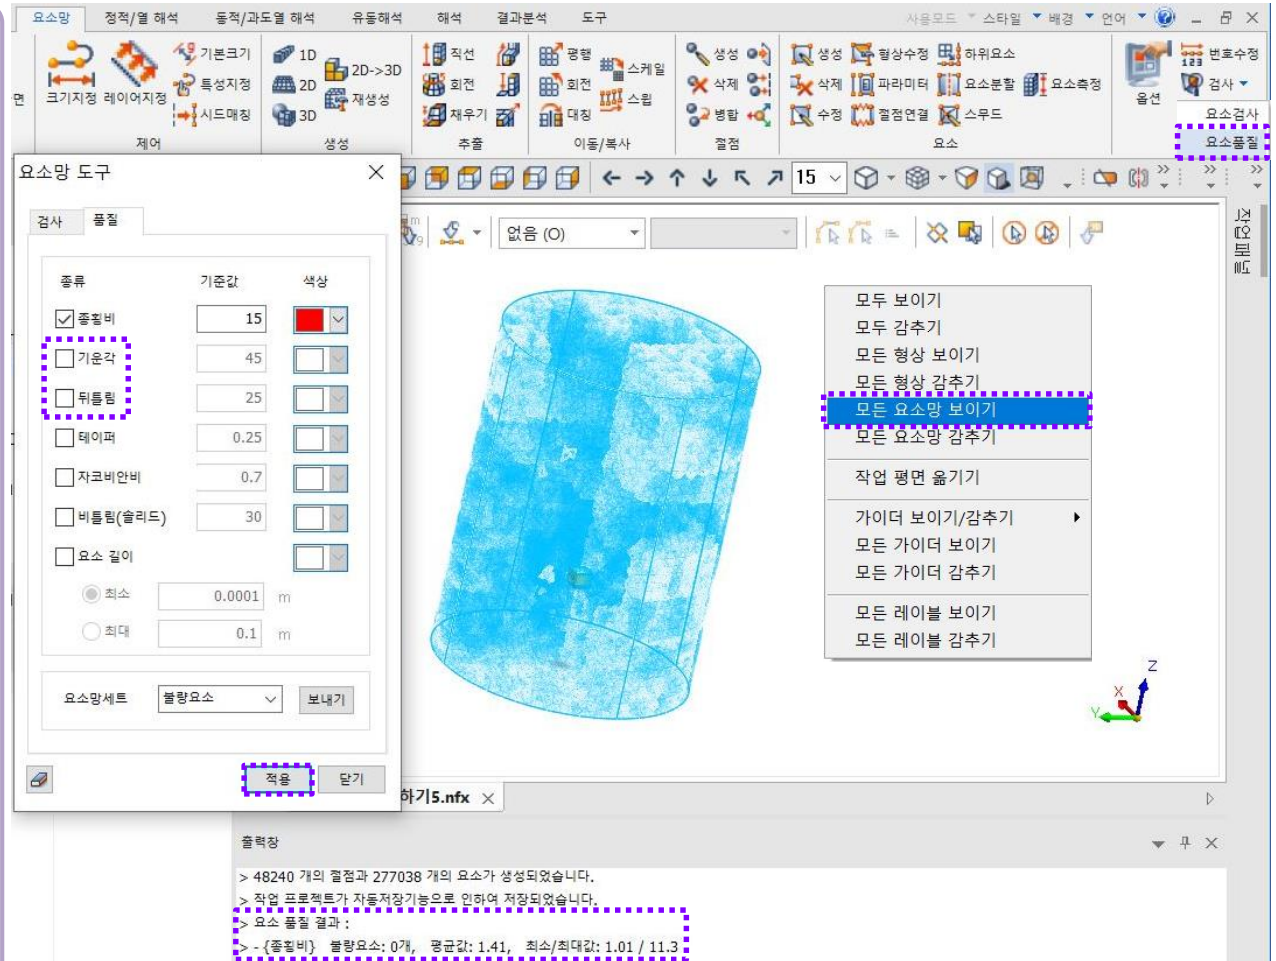 요소망 정적/열 해석 동적/과도열 해석 유동해석 해석 결과분석 도구 사용모드 스타일 배경 언어
기본크기 1D 직선 평행 생성 생성 형상수정 하위요소 번호수정
2D->3D 스케일
특성지정 2D 회전 회전 삭제 삭제 파라미터 요소분할 요소측정 검사
면 크기지정 레이어지정 재생성 스윕 옵션
시드매칭 3D 채우기 대칭 병합 수정 절점연결 스무드 요소검사
제어 생성 추출 이동/복사 절점 요소 요소품질
요소망 도구
15
검사 품질
없음 (O)
작업패널
종류 기준값 색상
종횡비 15
기운각 45
뒤틀림 25
테이퍼 0.25
자코비안비 0.7
비틀림(솔리드) 30
요소 길이
최소 0.0001 m
최대 0.1 m
요소망세트 불량요소 보내기
적용 닫기
모두 보이기
모두 감추기
모든 형상 보이기
모든 형상 감추기
모든 요소망 보이기
모든 요소망 감추기
작업 평면 옮기기
가이더 보이기/감추기
모든 가이더 보이기
모든 가이더 감추기
모든 레이블 보이기
모든 레이블 감추기
Z
X
Y
하기5.nfx
출력창
> 48240 개의 절점과 277038 개의 요소가 생성되었습니다.
> 작업 프로젝트가 자동저장기능으로 인하여 저장되었습니다.
> 요소 품질 결과 :
> - {종횡비} 불량요소: 0개, 평균값: 1.41, 최소/최대값: 1.01 / 11.3